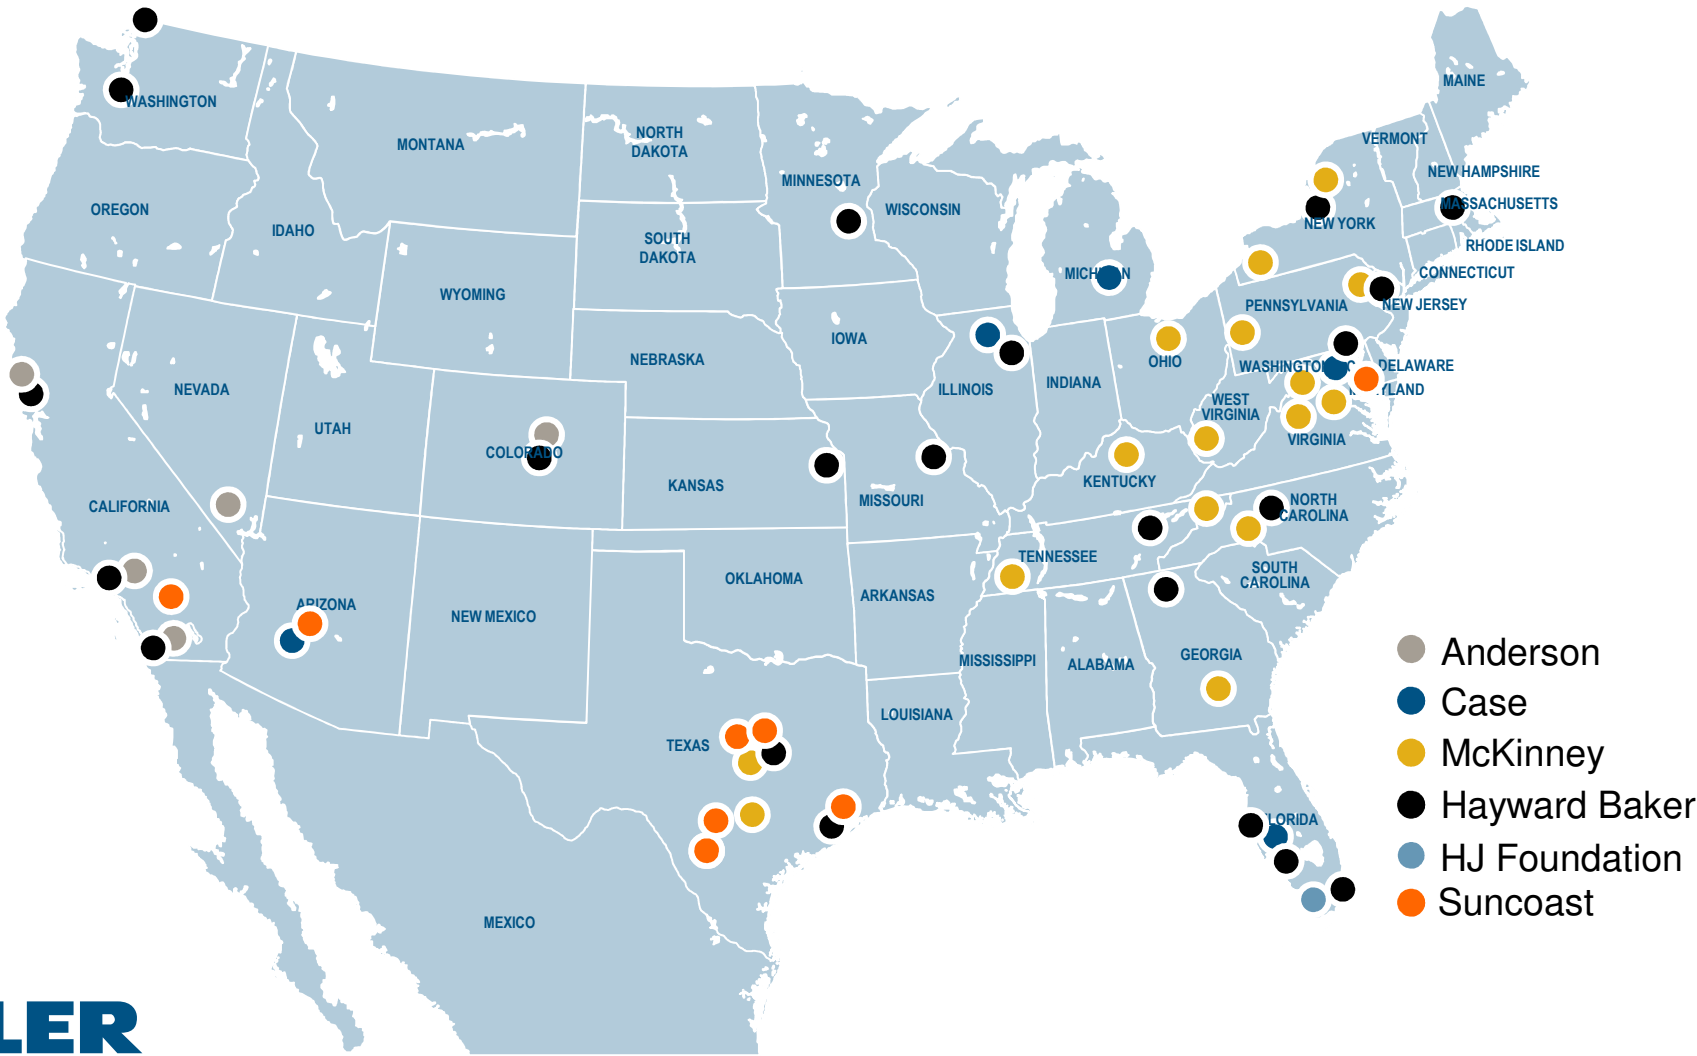 MAINE
WASHINGTON
VERMONT
NORTH
DAKOTA
MONTANA
NEW HAMPSHIRE
MINNESOTA
MASSACHUSETTS
OREGON
WISCONSIN
NEW YORK
IDAHO
SOUTH
DAKOTA
RHODE ISLAND
CONNECTICUT
WYOMING
PENNSYLVANIA
NEW JERSEY
IOWA
NEBRASKA
OHIO
WASHINGTON
DELAWARE
NEVADA
ILLINOIS
INDIANA
WEST
VIRGINIA
UTAH
VIRGINIA
COLORADO
KANSAS
KENTUCKY
CALIFORNIA
MISSOURI
NORTH
CAROLINA
TENNESSEE
SOUTH
CAROLINA
OKLAHOMA
ARKANSAS
ARIZONA
NEW MEXICO
MISSISSIPPI
ALABAMA
GEORGIA
LOUISIANA
TEXAS
LORIDA
MEXICO
Anderson
Case
McKinney
Hayward Baker
HJ Foundation
Suncoast
LER